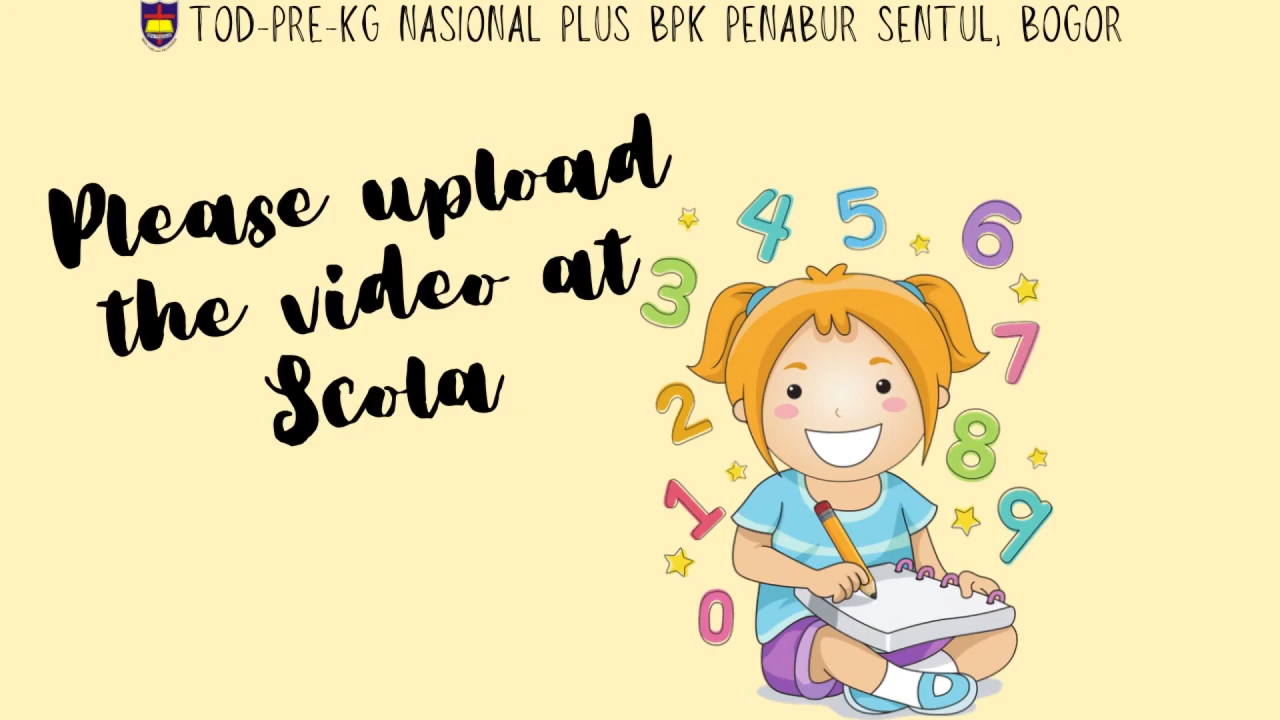 TOD-PRE-KG NASIONAL PLUS BPK PENABUR SENTUL, BOGOR
Please upload
the video at
Scola
4 5 6
3
7
2
8
1
9
0